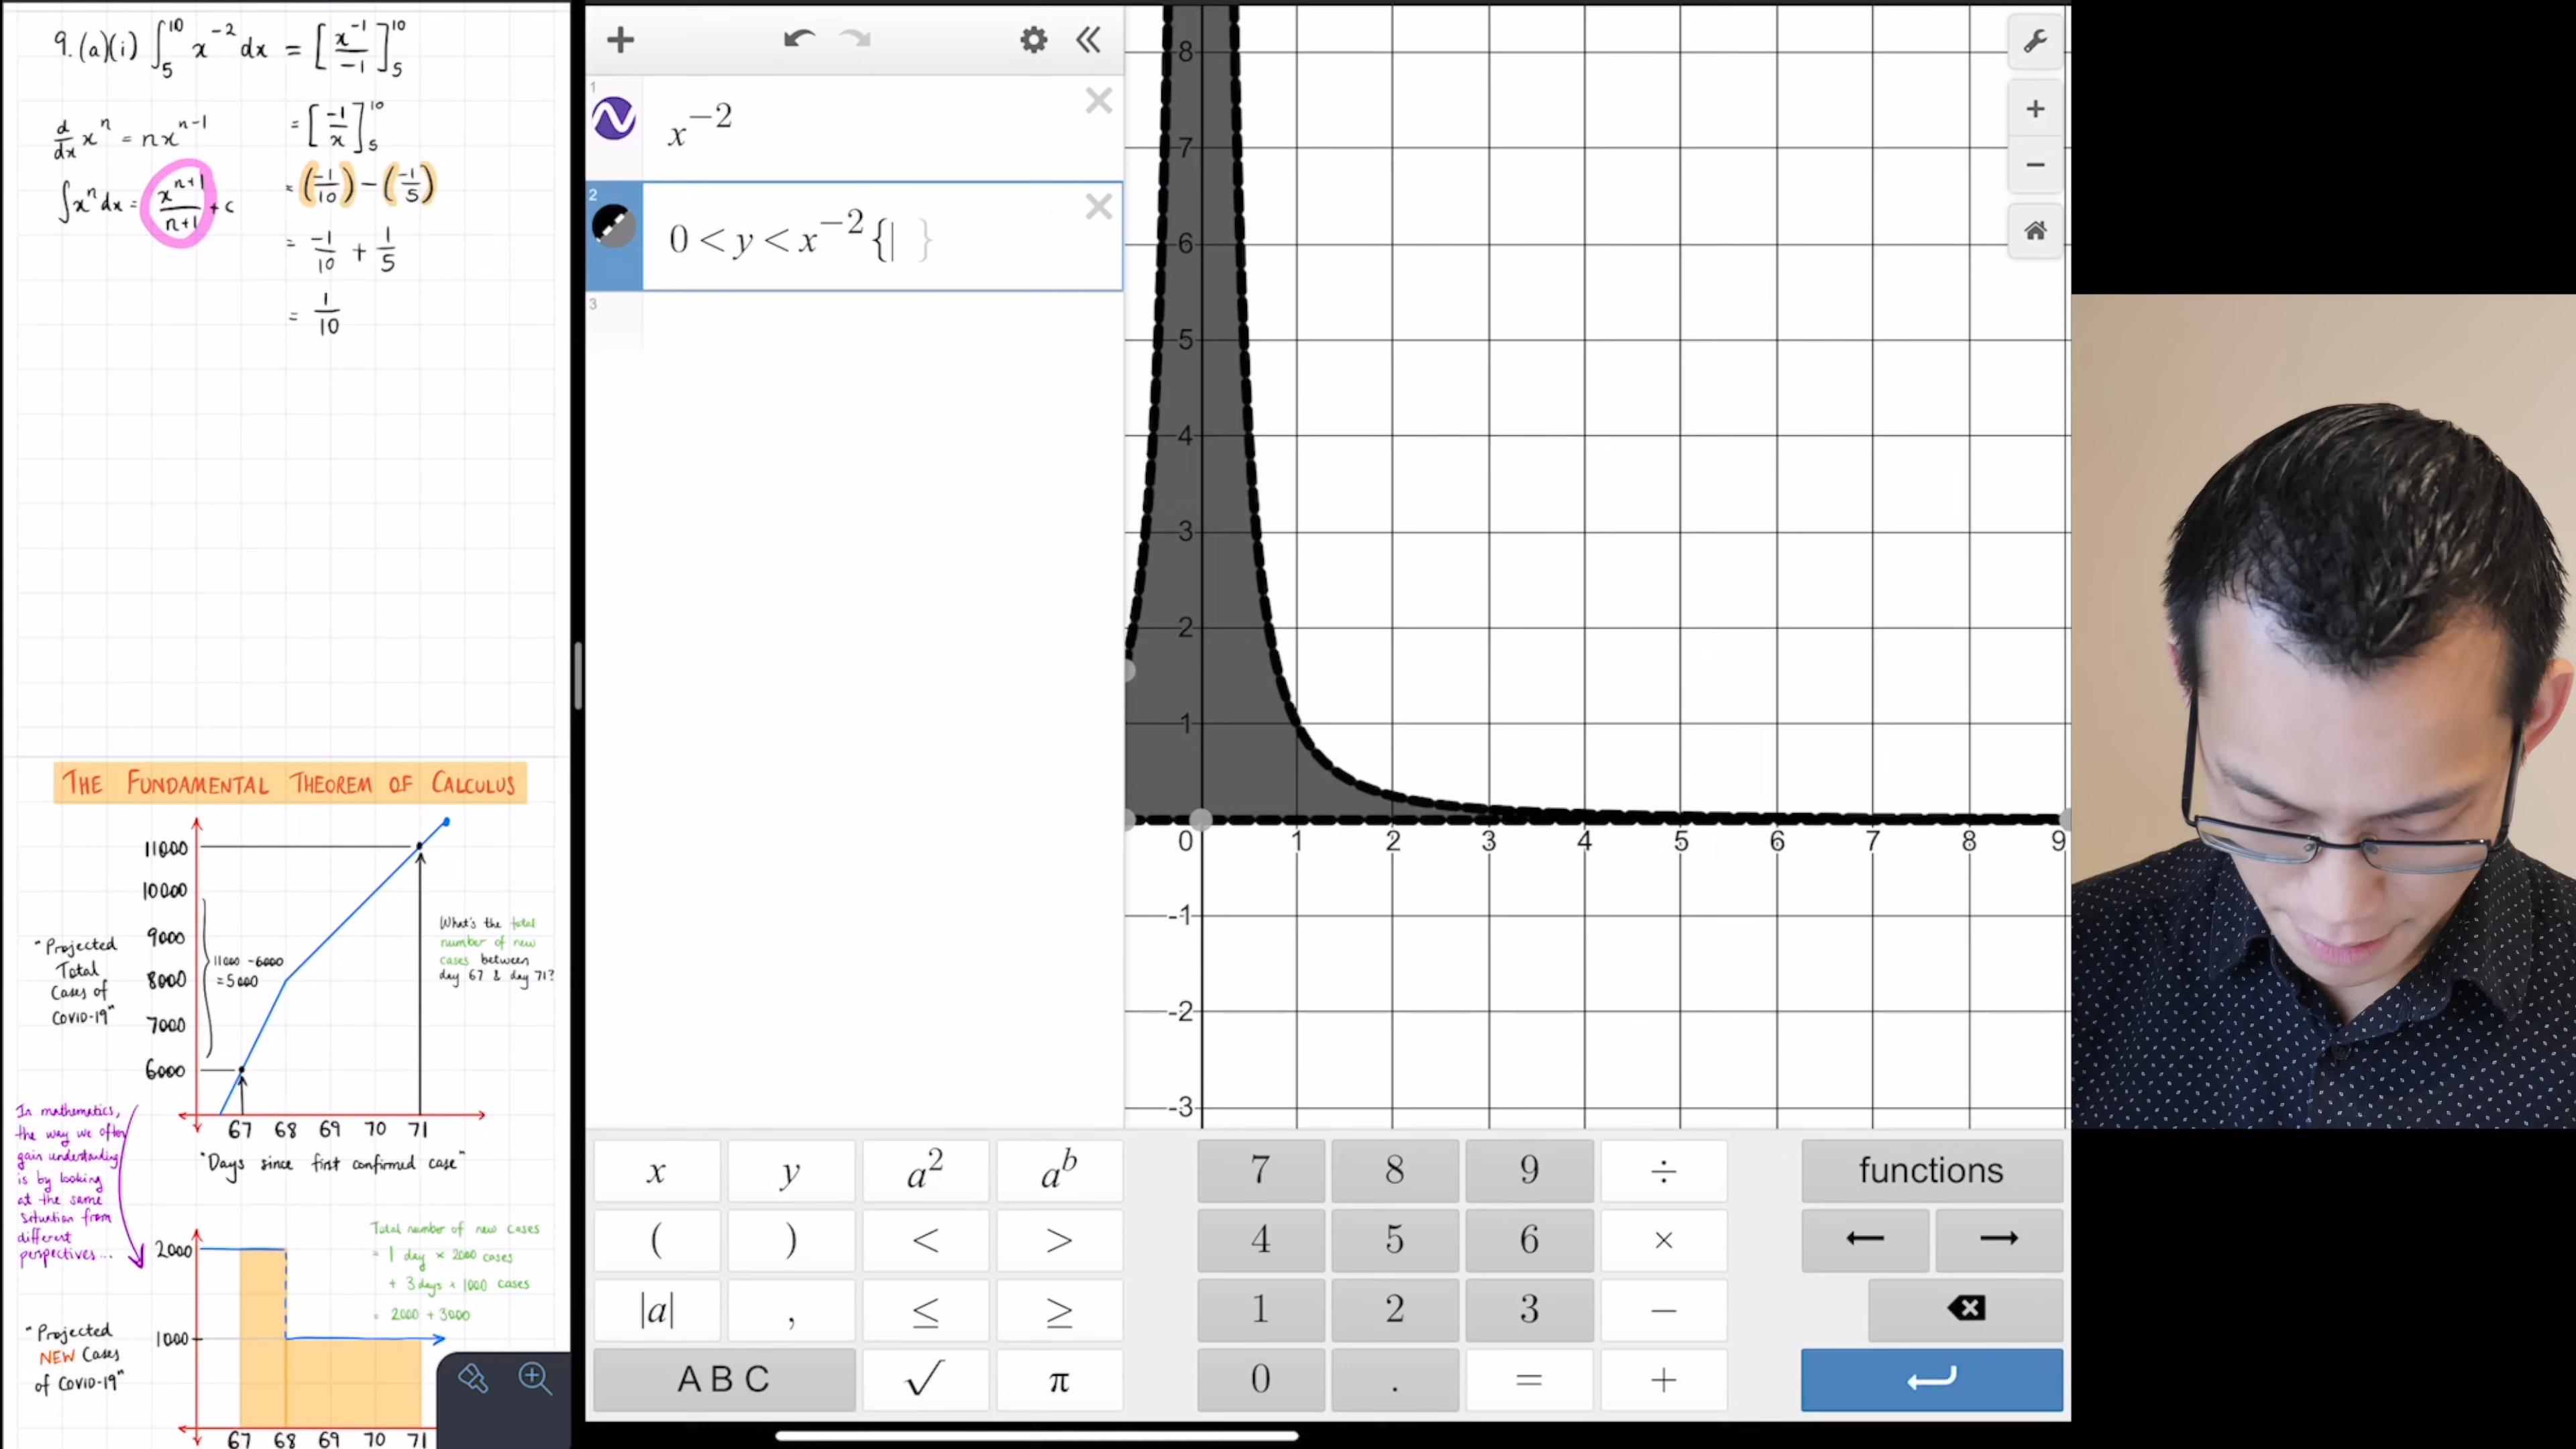 9. (a)(i) ∫₅¹⁰ x⁻² dx = [x⁻¹/-1]₅¹⁰
d/dx xⁿ = nxⁿ⁻¹
= [-1/x]₅¹⁰
∫xⁿdx = xⁿ⁺¹/n+1 + c
= (-1/10) - (-1/5)
= -1/10 + 1/5
= 1/10
THE FUNDAMENTAL THEOREM OF CALCULUS
11000
10000
9000
8000
7000
6000
"Projected
Total
Cases of
COVID-19"
11000 - 6000
= 5000
What's the total
number of new
cases between
day 67 & day 71?
67 68 69 70 71
"Days since first confirmed case"
In mathematics,
the way we often
gain understanding
is by looking
at the same
situation from
different
perspectives...
2000
1000
Total number of new cases
= 1 day × 2000 cases
+ 3 days × 1000 cases
= 2000 + 3000
"Projected
NEW Cases
of COVID-19"
67 68 69 70 71
1
x⁻²
2
0 < y < x⁻² { }
3
8
7
6
5
4
3
2
1
0 1 2 3 4 5 6 7 8 9
-1
-2
-3
x y a² aᵇ 7 8 9 ÷ functions
( ) < > 4 5 6 × ← →
|a| , ≤ ≥ 1 2 3 −
A B C √ π 0 . = +